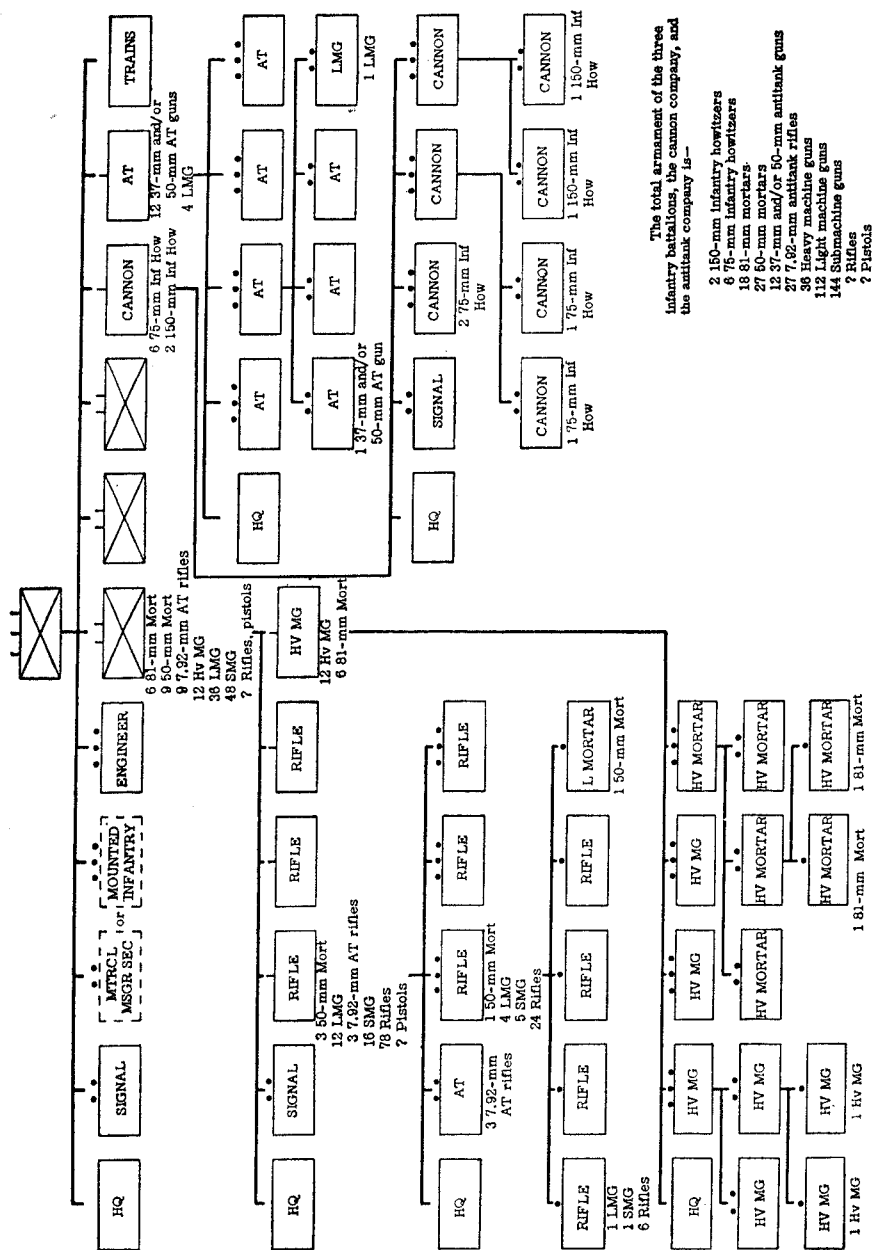 HQ
SIGNAL
MTRCL
MSGR SEC
or
MOUNTED
INFANTRY
ENGINEER
6 81-mm Mort
9 50-mm Mort
9 7.92-mm AT rifles
12 Hv MG
36 LMG
48 SMG
? Rifles, pistols
CANNON
6 75-mm Inf How
2 150-mm Inf How
AT
12 37-mm and/or
50-mm AT guns
4 LMG
TRAINS
HQ
AT
AT
AT
AT
AT
1 37-mm and/or
50-mm AT gun
AT
AT
LMG
1 LMG
HQ
SIGNAL
CANNON
2 75-mm Inf
How
CANNON
CANNON
CANNON
1 75-mm Inf
How
CANNON
1 75-mm Inf
How
CANNON
1 150-mm Inf
How
CANNON
1 150-mm Inf
How
HQ
SIGNAL
RIFLE
3 50-mm Mort
12 LMG
3 7.92-mm AT rifles
16 SMG
78 Rifles
? Pistols
RIFLE
RIFLE
HV MG
12 Hv MG
6 81-mm Mort
HQ
AT
3 7.92-mm
AT rifles
RIFLE
1 50-mm Mort
4 LMG
5 SMG
24 Rifles
RIFLE
RIFLE
RIFLE
1 LMG
1 SMG
6 Rifles
RIFLE
RIFLE
RIFLE
L MORTAR
1 50-mm Mort
HQ
HV MG
HV MG
HV MG
HV MORTAR
HV MG
HV MG
HV MORTAR
HV MORTAR
HV MORTAR
HV MG
1 Hv MG
HV MG
1 Hv MG
HV MORTAR
1 81-mm Mort
HV MORTAR
1 81-mm Mort
The total armament of the three
infantry battalions, the cannon company, and
the antitank company is—
2 150-mm infantry howitzers
6 75-mm infantry howitzers
18 81-mm mortars
27 50-mm mortars
12 37-mm and/or 50-mm antitank guns
27 7.92-mm antitank rifles
36 Heavy machine guns
112 Light machine guns
144 Submachine guns
? Rifles
? Pistols